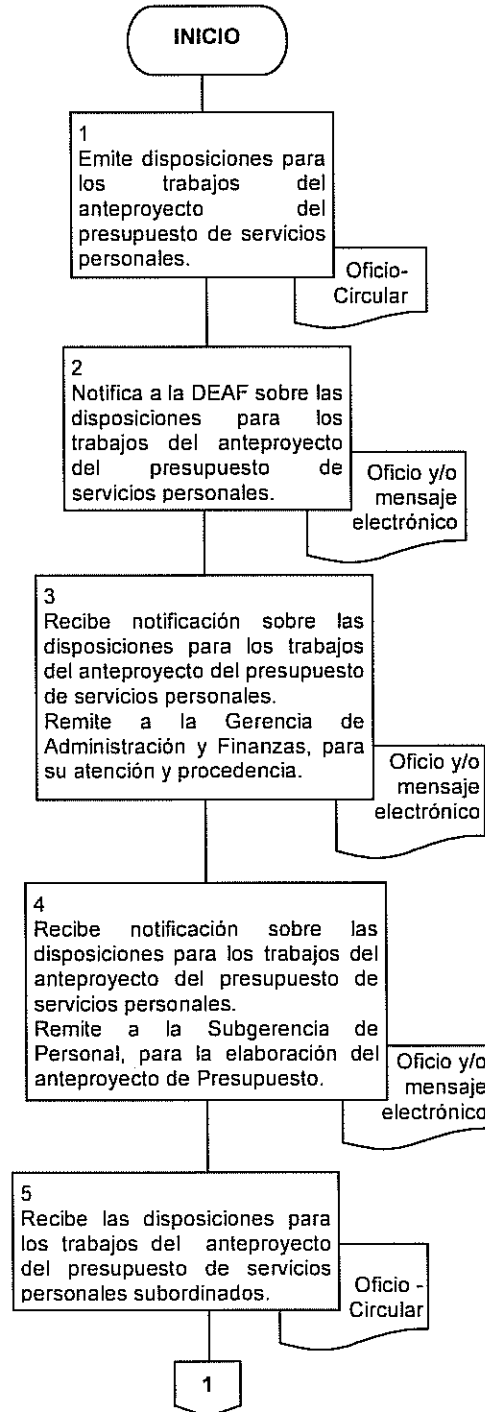 INICIO
1
Emite disposiciones para
los trabajos del
anteproyecto del
presupuesto de servicios
personales.
Oficio-
Circular
2
Notifica a la DEAF sobre las
disposiciones para los
trabajos del anteproyecto
del presupuesto de
servicios personales.
Oficio y/o
mensaje
electrónico
3
Recibe notificación sobre las
disposiciones para los trabajos
del anteproyecto del presupuesto
de servicios personales.
Remite a la Gerencia de
Administración y Finanzas, para
su atención y procedencia.
Oficio y/o
mensaje
electrónico
4
Recibe notificación sobre las
disposiciones para los trabajos del
anteproyecto del presupuesto de
servicios personales.
Remite a la Subgerencia de
Personal, para la elaboración del
anteproyecto de Presupuesto.
Oficio y/o
mensaje
electrónico
5
Recibe las disposiciones para
los trabajos del anteproyecto
del presupuesto de servicios
personales subordinados.
Oficio -
Circular
1